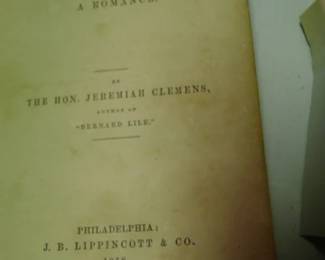 A ROMANCE.
BY
THE HON. JEREMIAH CLEMENS,
AUTHOR OF
"BERNARD LILE."
PHILADELPHIA:
J. B. LIPPINCOTT & CO.